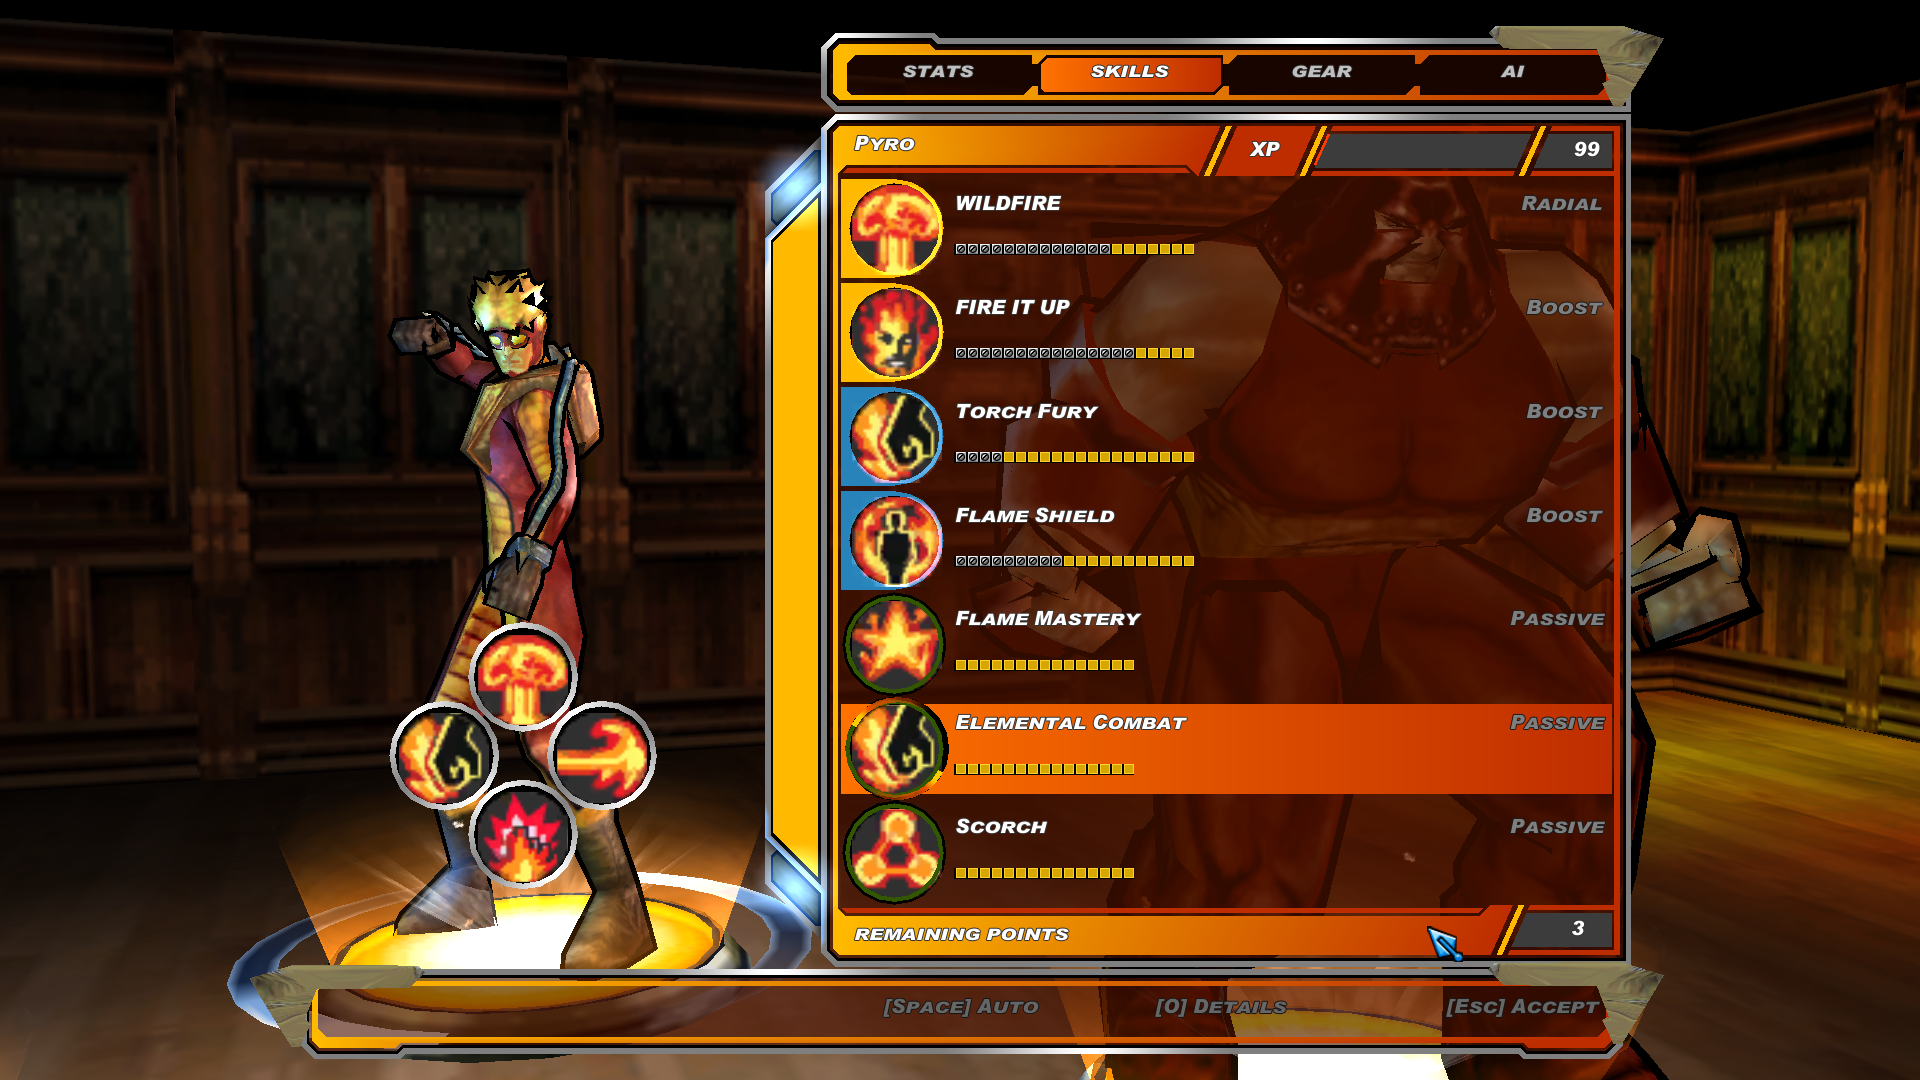 STATS
SKILLS
GEAR
AI
PYRO
XP
99
WILDFIRE
RADIAL
FIRE IT UP
BOOST
TORCH FURY
BOOST
FLAME SHIELD
BOOST
FLAME MASTERY
PASSIVE
ELEMENTAL COMBAT
PASSIVE
SCORCH
PASSIVE
REMAINING POINTS
3
[SPACE] AUTO
[O] DETAILS
[ESC] ACCEPT